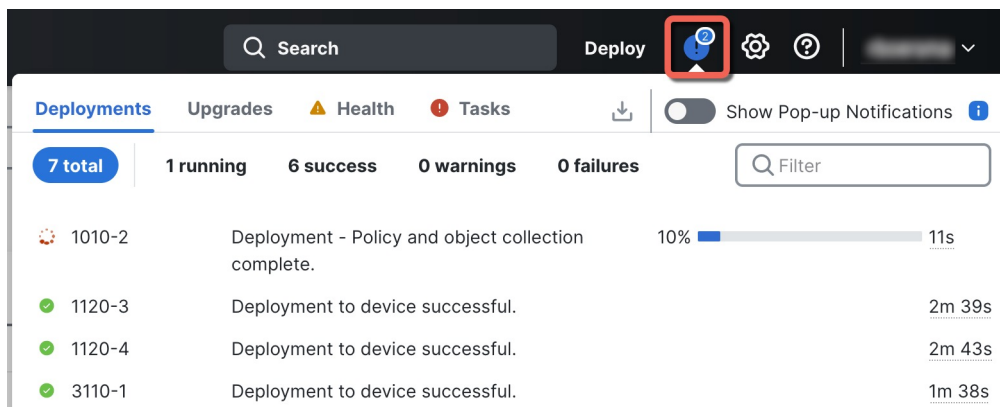 Search Deploy 2
Deployments Upgrades Health Tasks Show Pop-up Notifications
7 total 1 running 6 success 0 warnings 0 failures Filter
1010-2 Deployment - Policy and object collection 10% 11s
complete.
1120-3 Deployment to device successful. 2m 39s
1120-4 Deployment to device successful. 2m 43s
3110-1 Deployment to device successful. 1m 38s